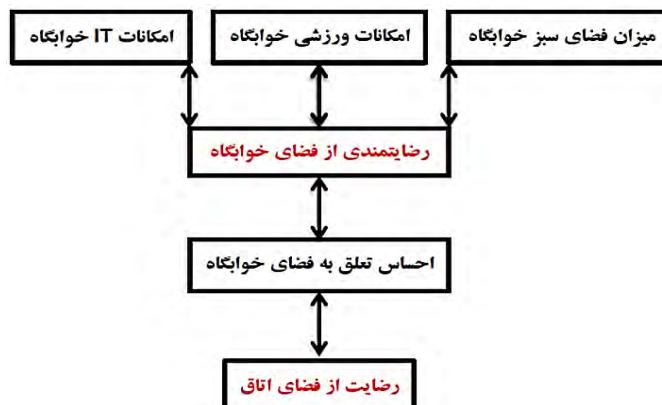 میزان فضای سبز خوابگاه
امکانات ورزشی خوابگاه
امکانات IT خوابگاه
رضایتمندی از فضای خوابگاه
احساس تعلق به فضای خوابگاه
رضایت از فضای اتاق